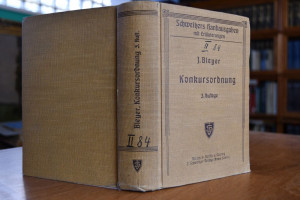 Bleyer, Konkursordnung 2. Aufl.
II 84
Schweitzers Handausgaben
mit Erläuterungen
II 84
J. Bleyer
Konkursordnung
2. Auflage